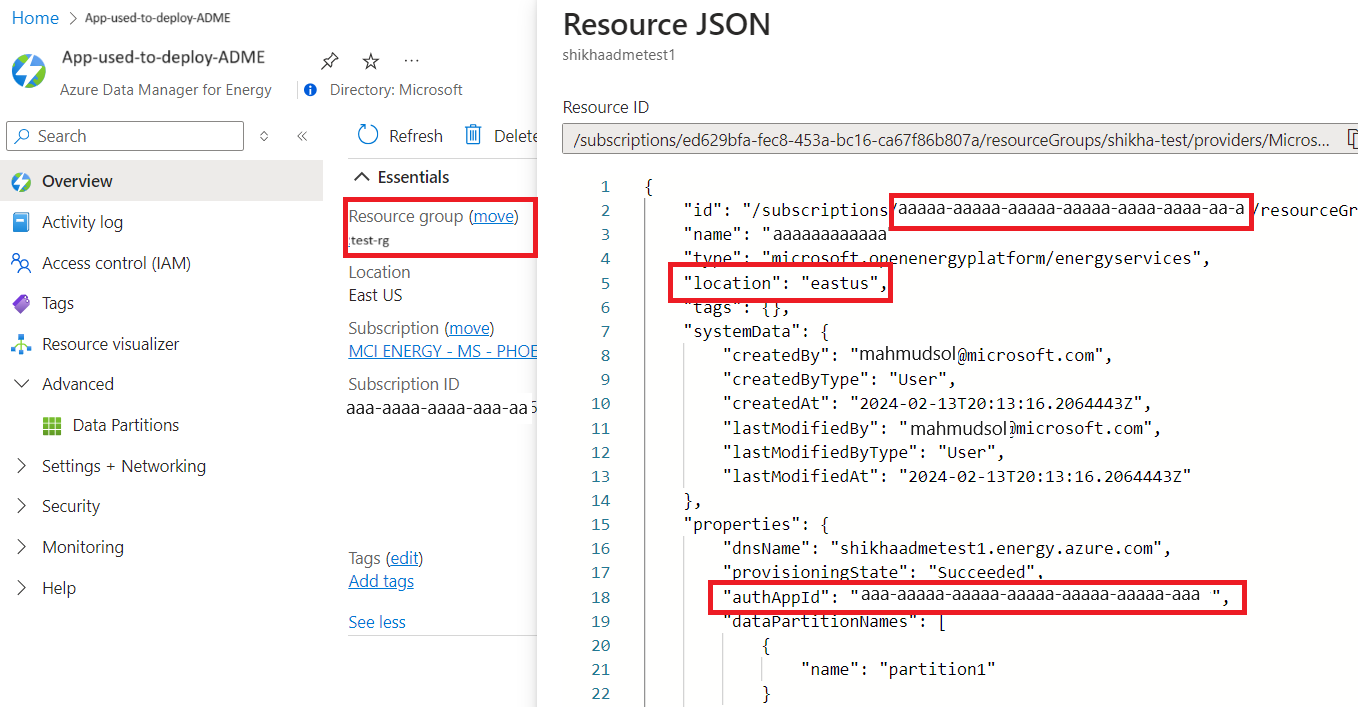 Home > App-used-to-deploy-ADME
App-used-to-deploy-ADME
Azure Data Manager for Energy
Directory: Microsoft
Search
Refresh
Delete
Overview
Activity log
Access control (IAM)
Tags
Resource visualizer
Advanced
Data Partitions
Settings + Networking
Security
Monitoring
Help
Essentials
Resource group (move)
test-rg
Location
East US
Subscription (move)
MCI ENERGY - MS - PHOE
Subscription ID
aaa-aaaa-aaaa-aaa-aa
Tags (edit)
Add tags
See less
Resource JSON
shikhaadmetest1
Resource ID
/subscriptions/ed629bfa-fec8-453a-bc16-ca67f86b807a/resourceGroups/shikha-test/providers/Micros...
1 {
2 "id": "/subscriptions/aaaaa-aaaaa-aaaaa-aaaaa-aaaa-aaaa-aa-a/resourceGr
3 "name": "aaaaaaaaaaaa
4 "type": "microsoft.openenergyplatform/energyservices",
5 "location": "eastus",
6 "tags": {},
7 "systemData": {
8 "createdBy": "mahmudsol@microsoft.com",
9 "createdByType": "User",
10 "createdAt": "2024-02-13T20:13:16.2064443Z",
11 "lastModifiedBy": "mahmudsol@microsoft.com",
12 "lastModifiedByType": "User",
13 "lastModifiedAt": "2024-02-13T20:13:16.2064443Z"
14 },
15 "properties": {
16 "dnsName": "shikhaadmetest1.energy.azure.com",
17 "provisioningState": "Succeeded",
18 "authAppId": "aaa-aaaaa-aaaaa-aaaaa-aaaaa-aaaaa-aaa ",
19 "dataPartitionNames": [
20 {
21 "name": "partition1"
22 }